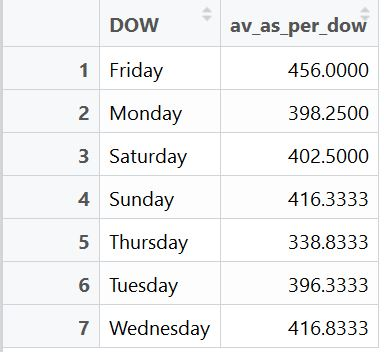 DOW av_as_per_dow
1 Friday 456.0000
2 Monday 398.2500
3 Saturday 402.5000
4 Sunday 416.3333
5 Thursday 338.8333
6 Tuesday 396.3333
7 Wednesday 416.8333